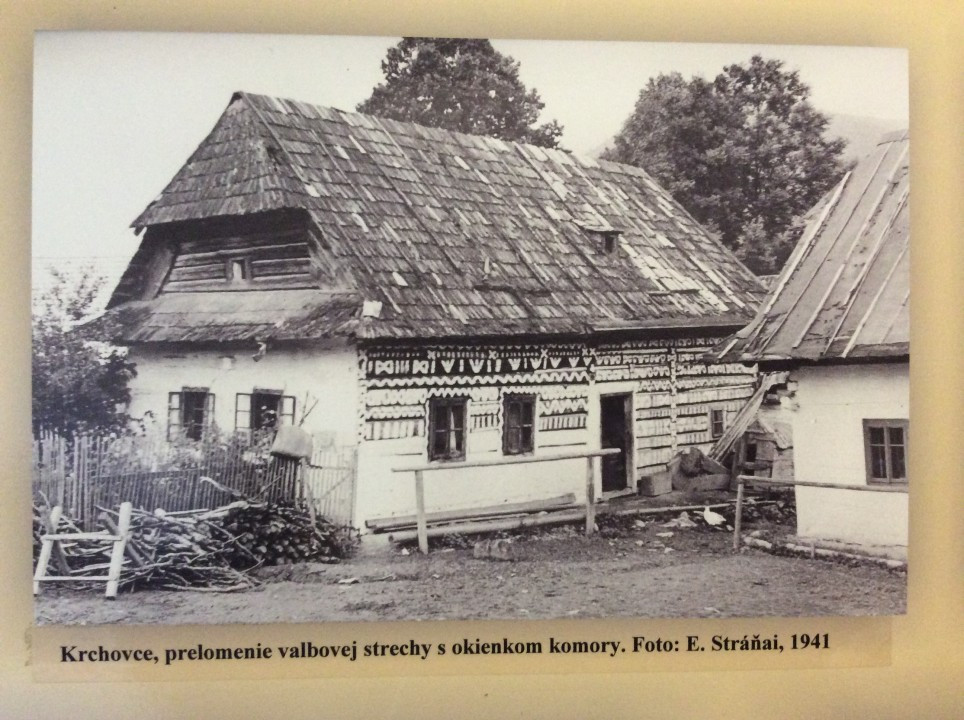 Krchovce, prelomenie valbovej strechy s okienkom komory. Foto: E. Stráňai, 1941